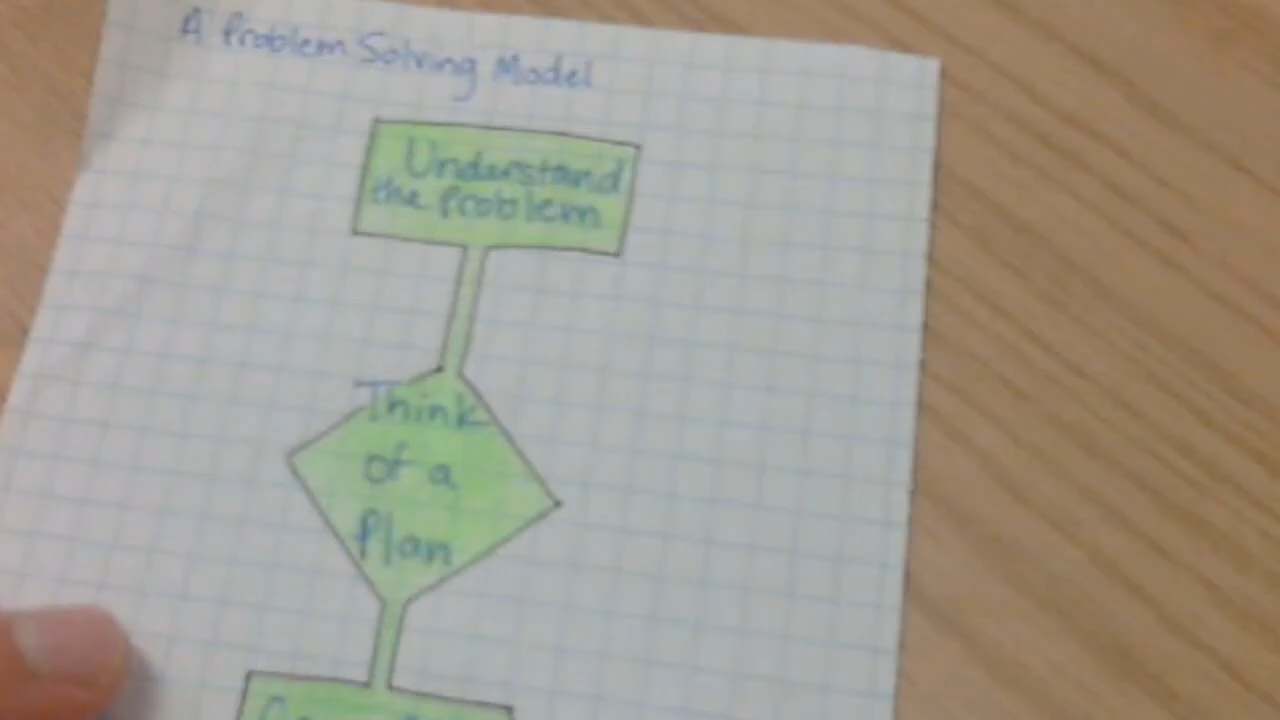 A Problem Solving Model
Understand
the Problem
Think
of a
Plan